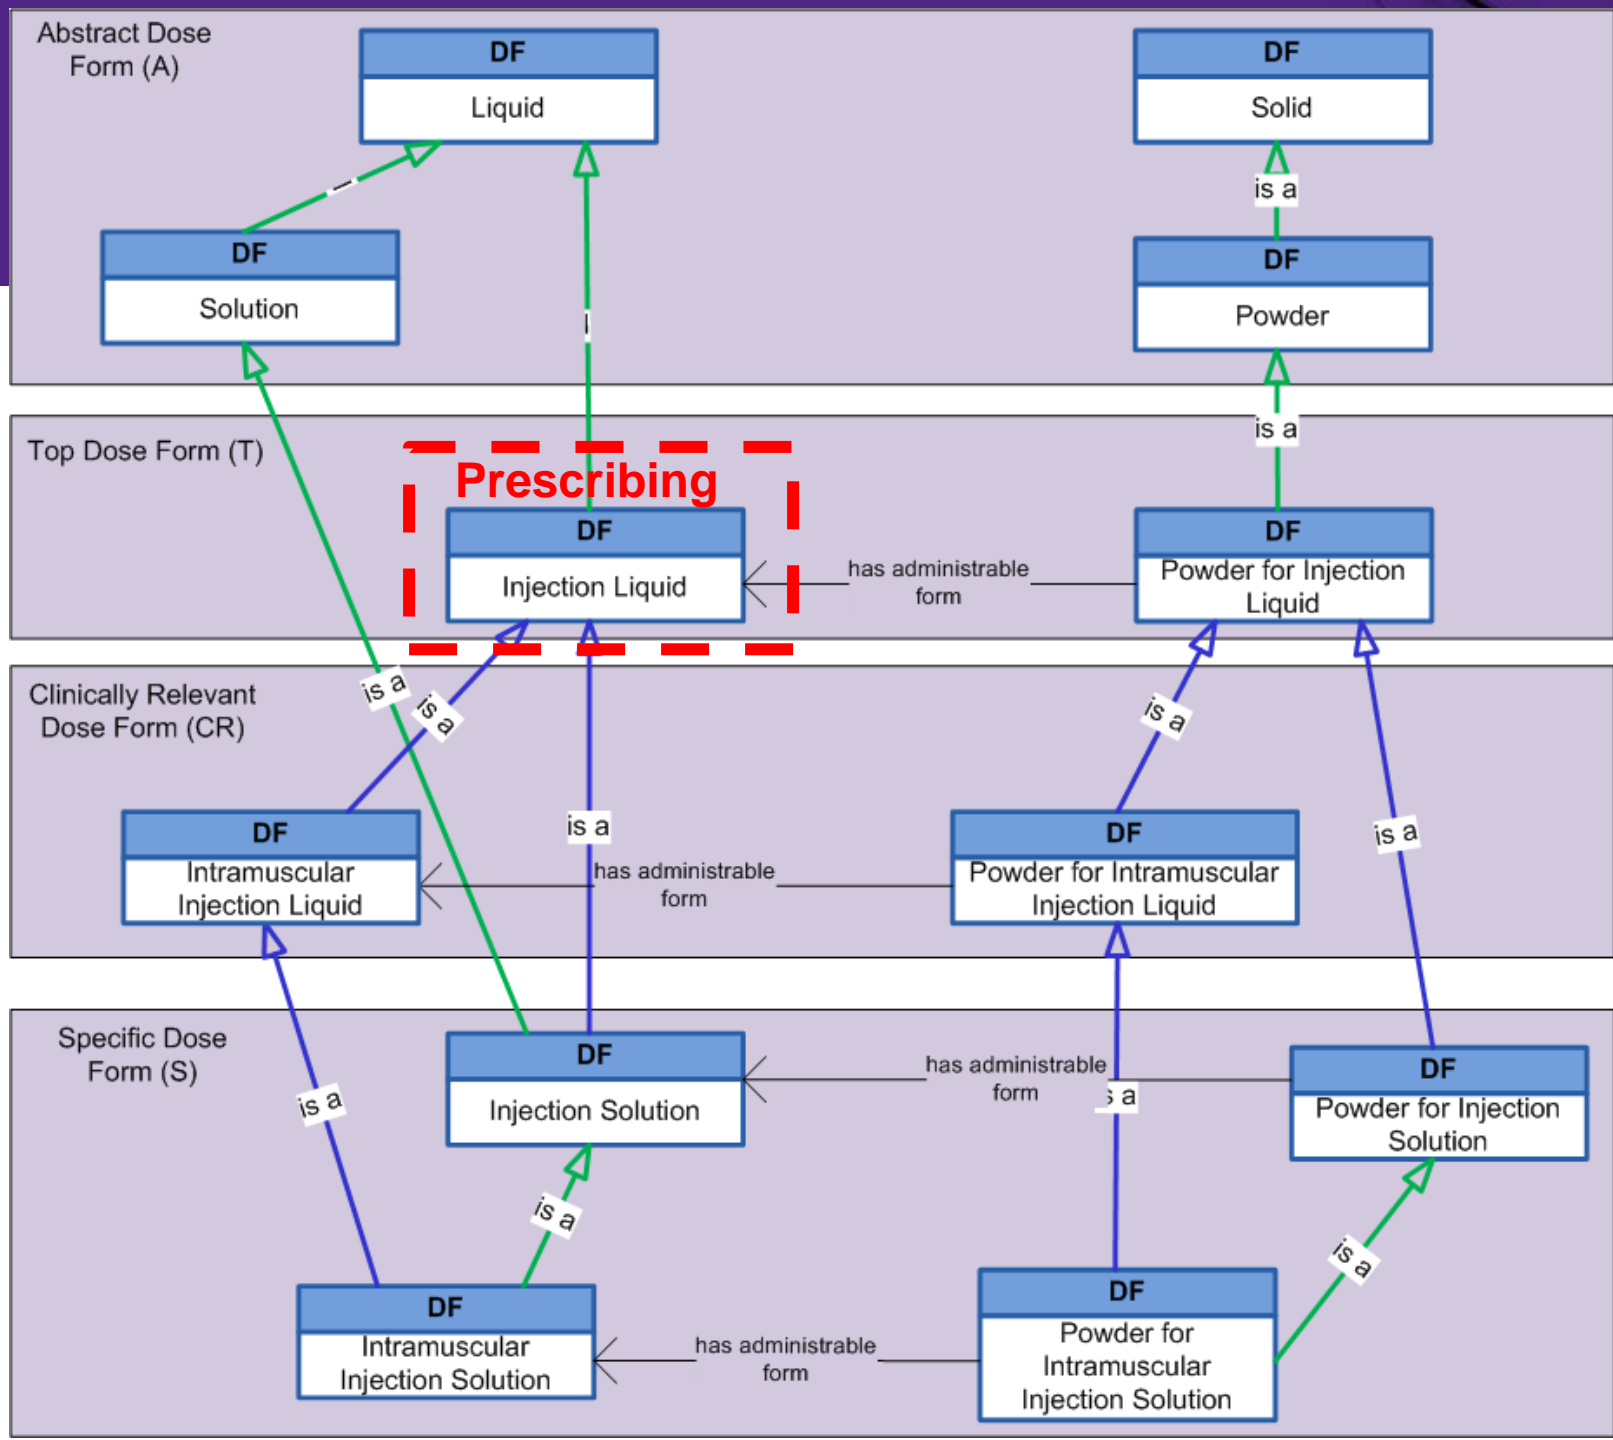 Abstract Dose
Form (A)
DF
Liquid
DF
Solid
is a
DF
Solution
DF
Powder
is a
Top Dose Form (T)
Prescribing
DF
Injection Liquid
has administrable
form
DF
Powder for Injection
Liquid
Clinically Relevant
Dose Form (CR)
is a
is a
is a
is a
is a
DF
Intramuscular
Injection Liquid
has administrable
form
DF
Powder for Intramuscular
Injection Liquid
Specific Dose
Form (S)
is a
DF
Injection Solution
has administrable
form
s a
DF
Powder for Injection
Solution
is a
is a
DF
Intramuscular
Injection Solution
has administrable
form
DF
Powder for
Intramuscular
Injection Solution